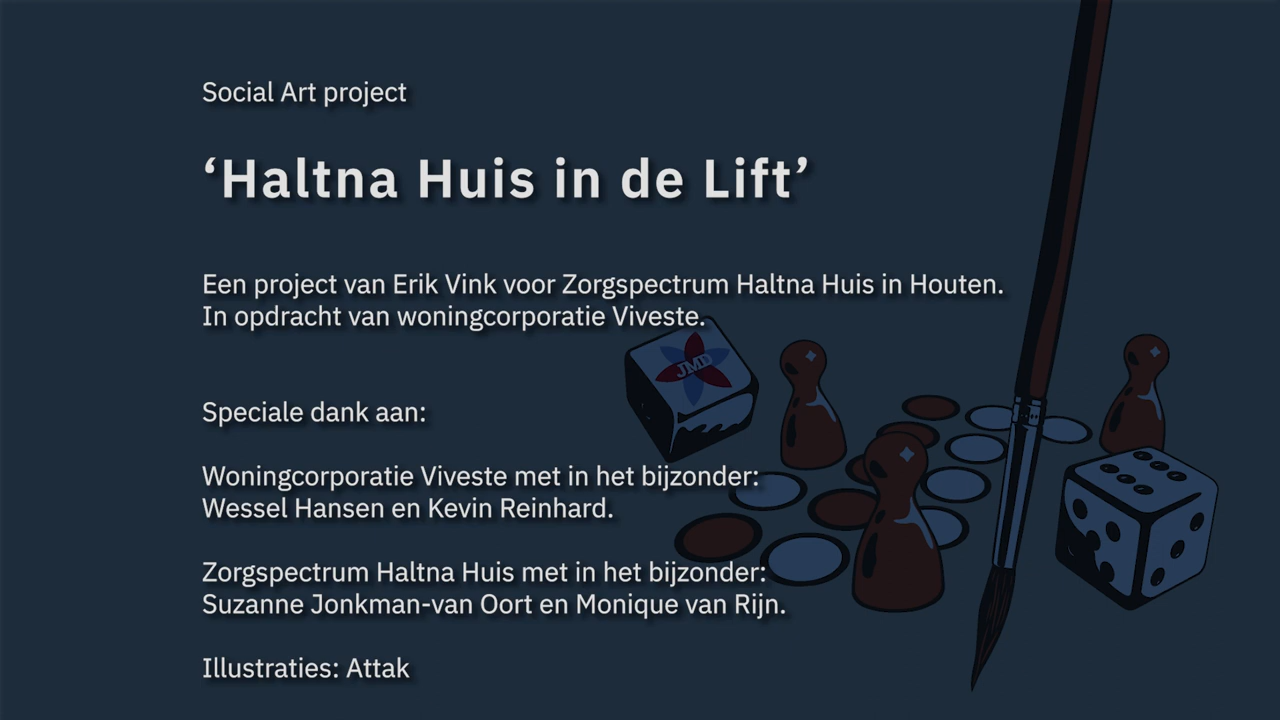 Social Art project
‘Haltna Huis in de Lift’
Een project van Erik Vink voor Zorgspectrum Haltna Huis in Houten.
In opdracht van woningcorporatie Viveste.
JMD
Speciale dank aan:
Woningcorporatie Viveste met in het bijzonder:
Wessel Hansen en Kevin Reinhard.
Zorgspectrum Haltna Huis met in het bijzonder:
Suzanne Jonkman-van Oort en Monique van Rijn.
Illustraties: Attak